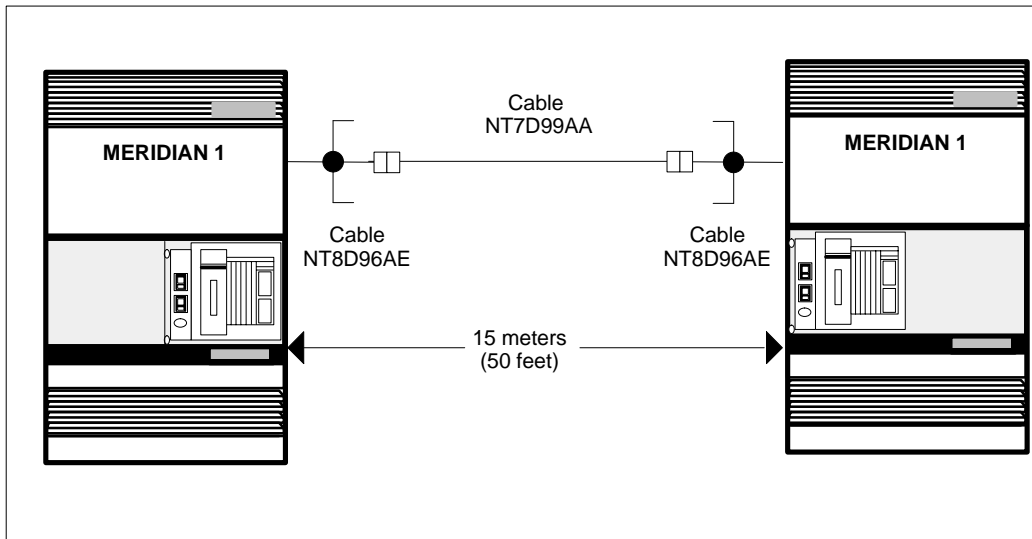 Cable
NT7D99AA
MERIDIAN 1
MERIDIAN 1
Cable
NT8D96AE
Cable
NT8D96AE
15 meters
(50 feet)